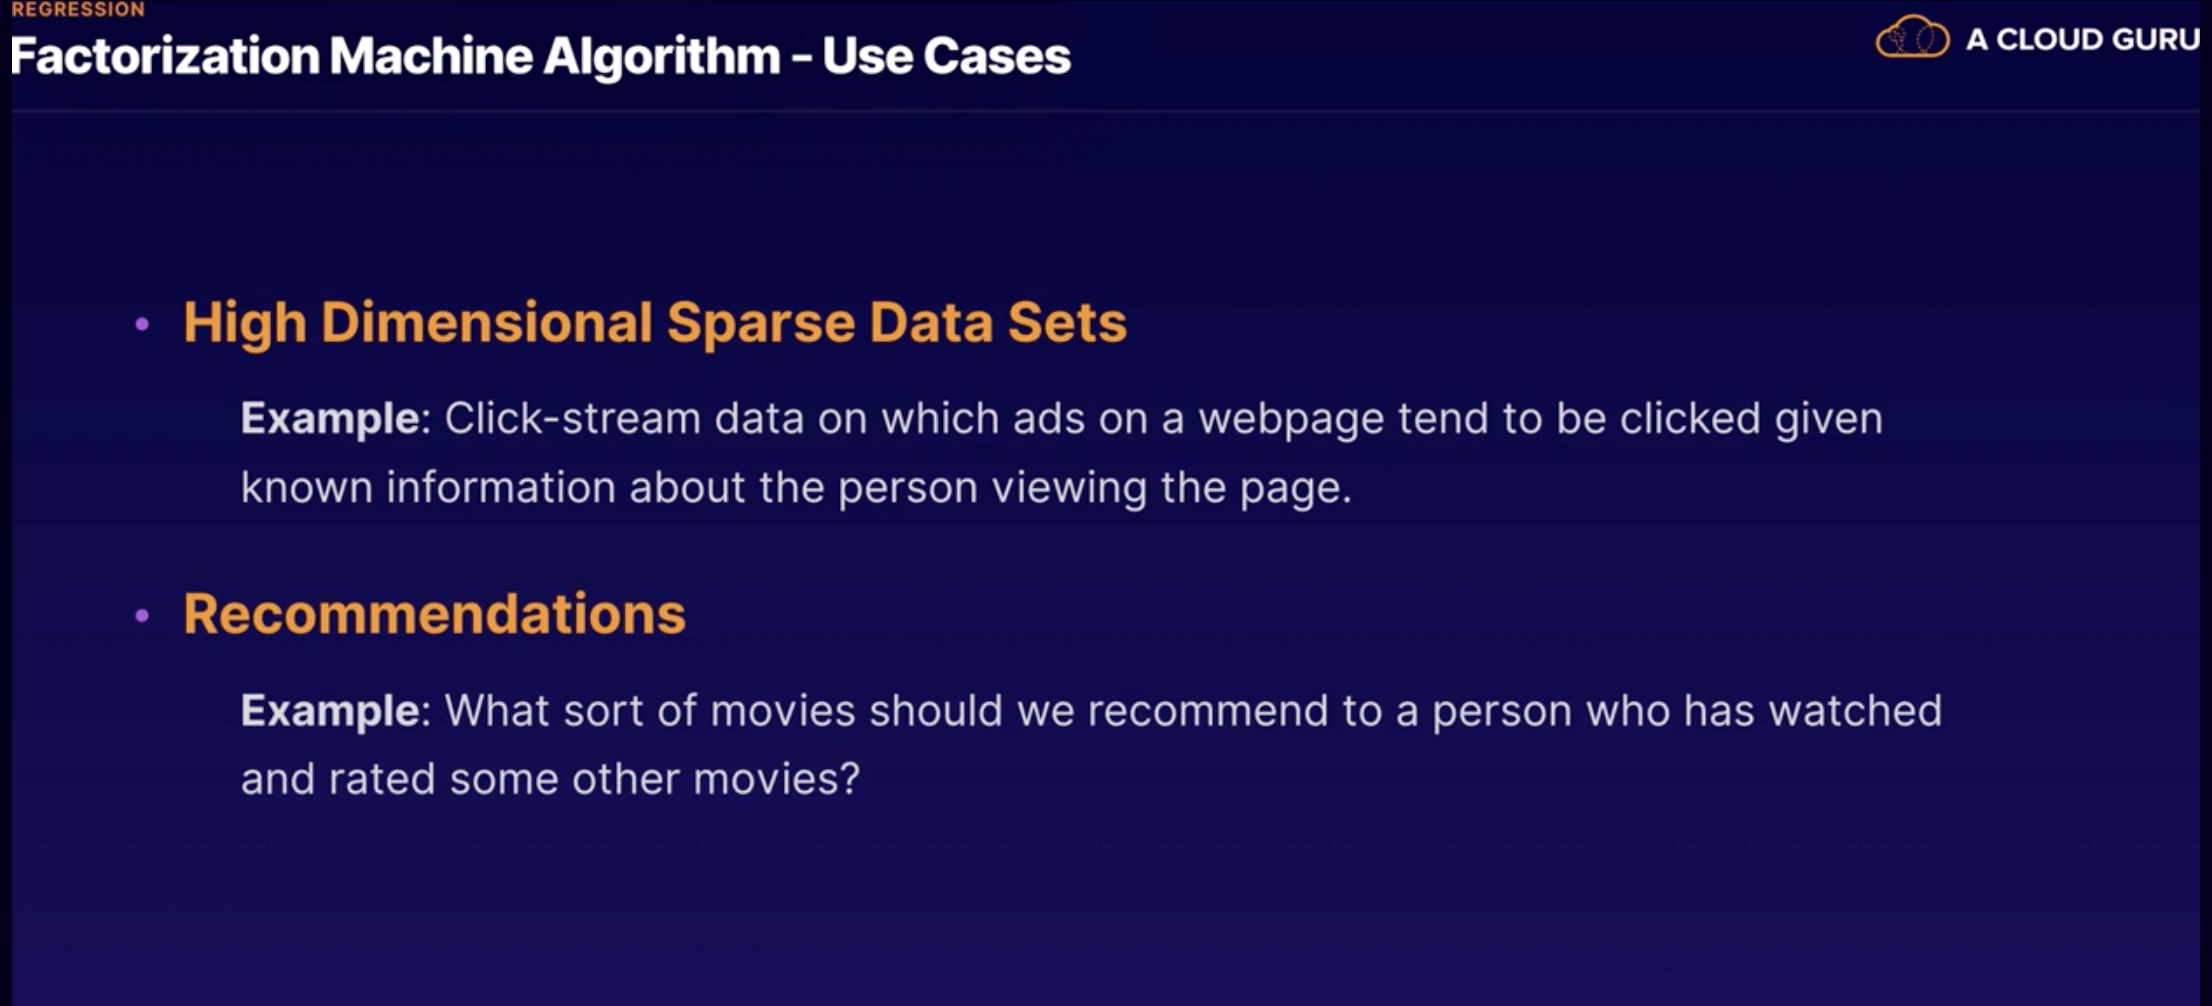 REGRESSION
Factorization Machine Algorithm – Use Cases
A CLOUD GURU
• High Dimensional Sparse Data Sets
Example: Click-stream data on which ads on a webpage tend to be clicked given
known information about the person viewing the page.
• Recommendations
Example: What sort of movies should we recommend to a person who has watched
and rated some other movies?